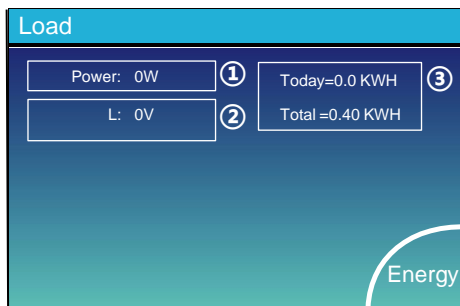 Load
Power: 0W
①
L: 0V
②
Today=0.0 KWH
Total =0.40 KWH
③
Energy